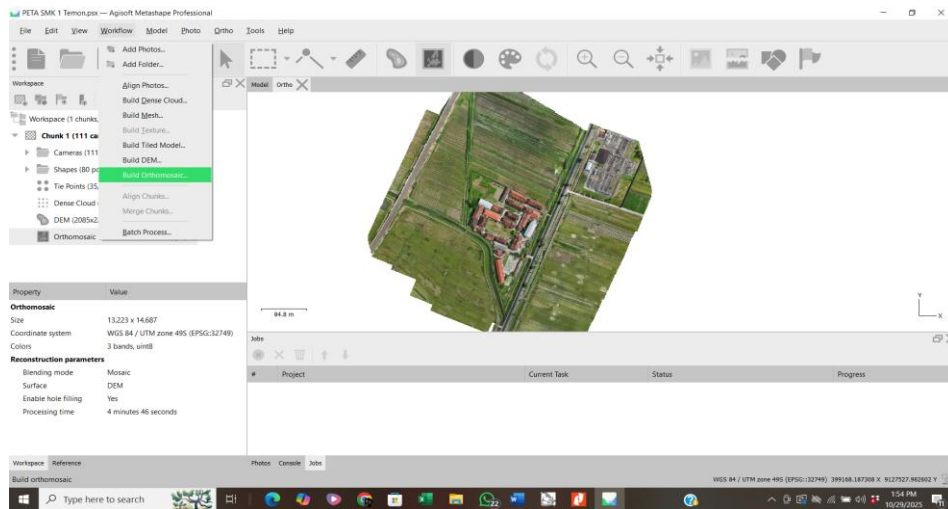 PETA SMK 1 Temon.psx — Agisoft Metashape Professional
File Edit View Workflow Model Photo Ortho Tools Help
Add Photos...
Add Folder...
Align Photos...
Build Dense Cloud...
Build Mesh...
Build Texture...
Build Tiled Model...
Build DEM...
Build Orthomosaic...
Align Chunks...
Merge Chunks...
Batch Process...
Workspace
Workspace (1 chunks,
Chunk 1 (111 ca
Cameras (111
Shapes (80 po
Tie Points (35,
Dense Cloud
DEM (2085x2
Orthomosaic
Model Ortho
84.8 m
Y
X
Property Value
Orthomosaic
Size 13,223 x 14,687
Coordinate system WGS 84 / UTM zone 49S (EPSG::32749)
Colors 3 bands, uint8
Reconstruction parameters
Blending mode Mosaic
Surface DEM
Enable hole filling Yes
Processing time 4 minutes 46 seconds
Jobs
# Project Current Task Status Progress
Workspace Reference
Photos Console Jobs
Build orthomosaic
WGS 84 / UTM zone 49S (EPSG::32749) 399168.187308 X 9127527.982602 Y
Type here to search
22
1:54 PM
10/29/2025